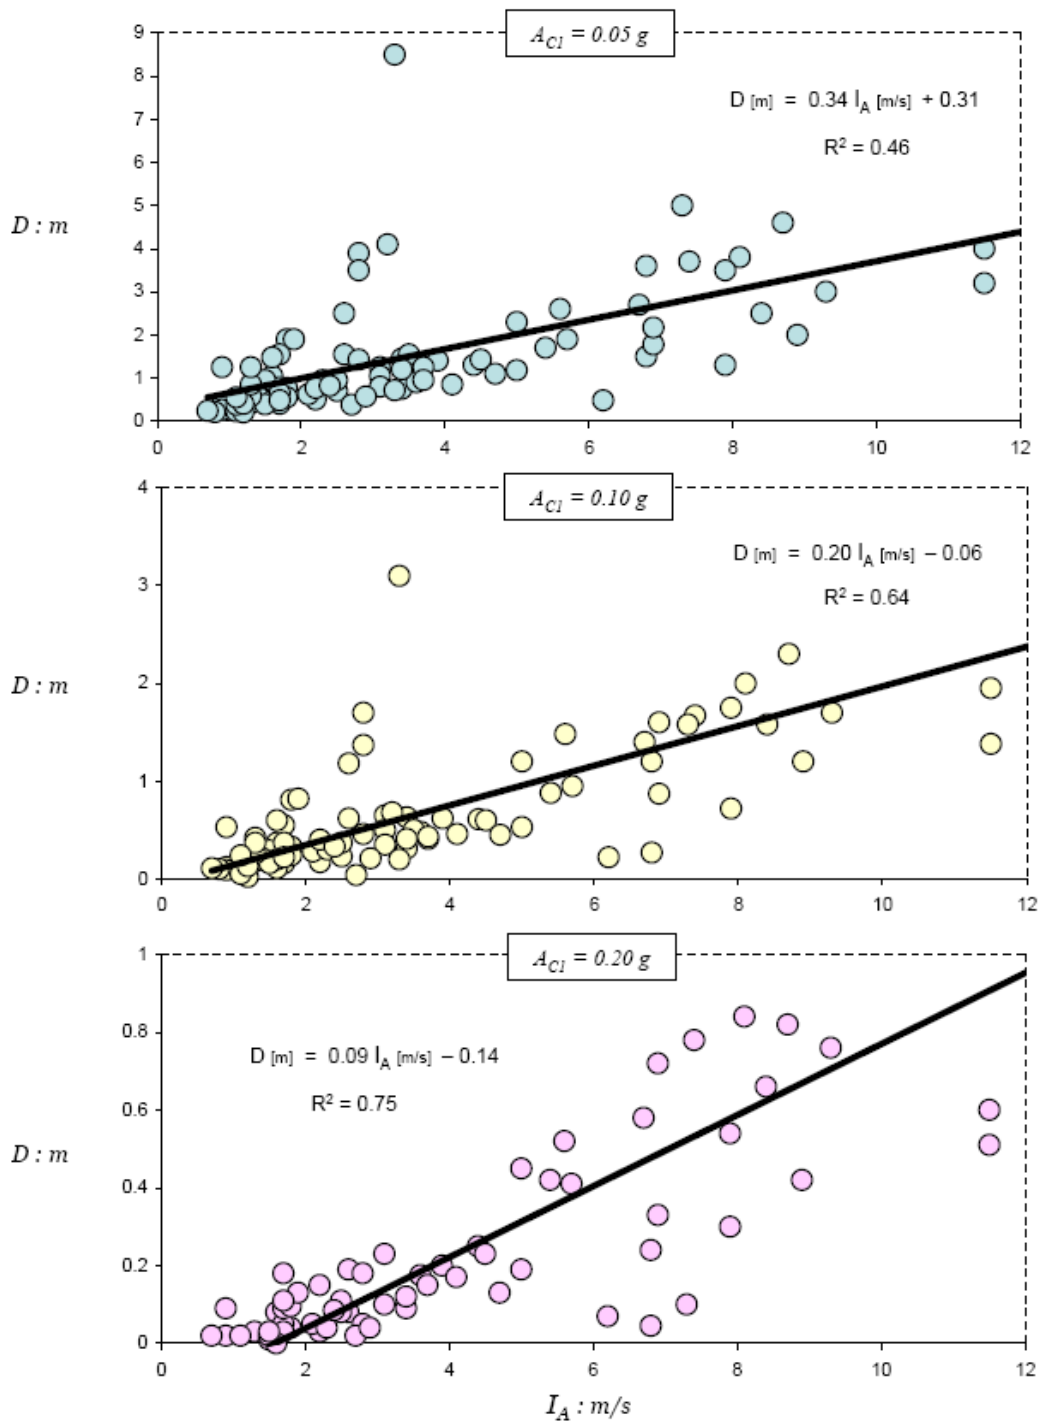 A_C1 = 0.05 g
9
8
7
6
5
4
3
2
1
0
D [m] = 0.34 I_A [m/s] + 0.31
R² = 0.46
D : m
0 2 4 6 8 10 12
A_C1 = 0.10 g
4
3
2
1
0
D [m] = 0.20 I_A [m/s] – 0.06
R² = 0.64
D : m
0 2 4 6 8 10 12
A_C1 = 0.20 g
1
0.8
0.6
0.4
0.2
0
D [m] = 0.09 I_A [m/s] – 0.14
R² = 0.75
D : m
0 2 4 6 8 10 12
I_A : m/s